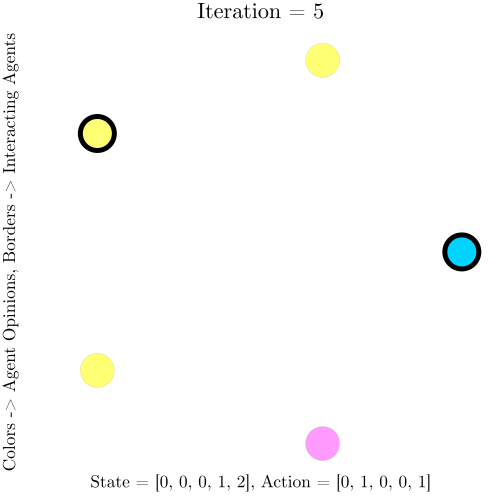 Iteration = 5
Colors -> Agent Opinions, Borders -> Interacting Agents
State = [0, 0, 0, 1, 2], Action = [0, 1, 0, 0, 1]